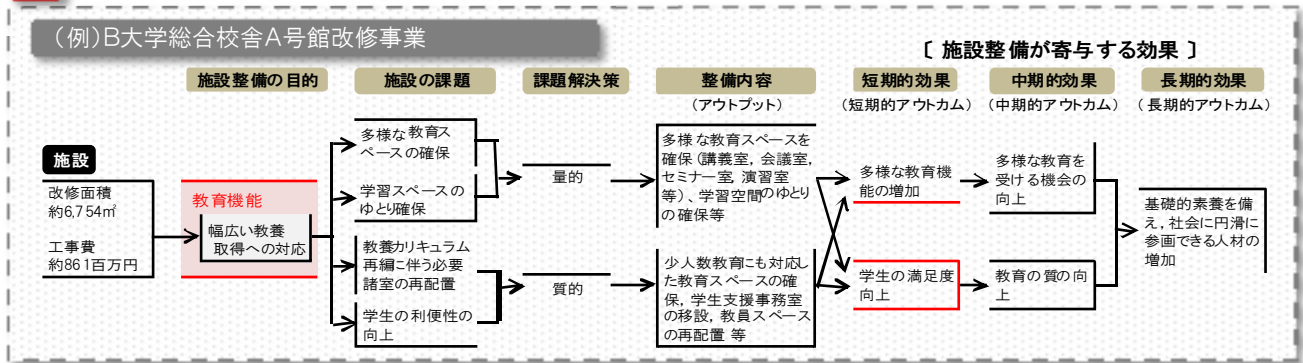 (例)B大学総合校舎A号館改修事業
〔 施設整備が寄与する効果 〕
施設整備の目的
施設の課題
課題解決策
整備内容
(アウトプット)
短期的効果
(短期的アウトカム)
中期的効果
(中期的アウトカム)
長期的効果
(長期的アウトカム)
施設
改修面積
約6,754㎡
工事費
約861百万円
教育機能
幅広い教養
取得への対応
多様な教育ス
ペースの確保
学習スペースの
ゆとり確保
教養カリキュラム
再編に伴う必要
諸室の再配置
学生の利便性の
向上
量的
質的
多様な教育スペースを
確保(講義室, 会議室,
セミナー室, 演習室
等)、学習空間のゆとり
の確保等
少人数教育にも対応し
た教育スペースの確
保, 学生支援事務室
の移設, 教員スペース
の再配置 等
多様な教育機
能の増加
学生の満足度
向上
多様な教育を
受ける機会の
向上
教育の質の向
上
基礎的素養を備
え, 社会に円滑に
参画できる人材の
増加